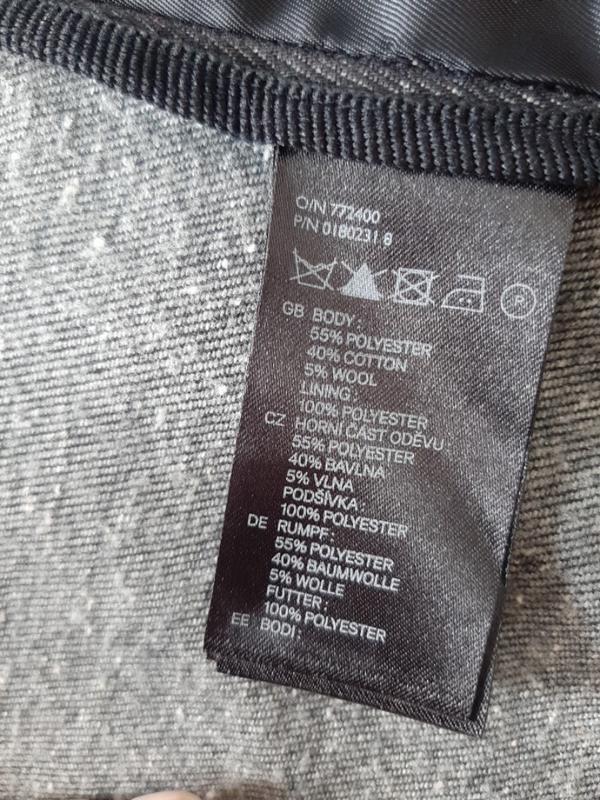 O/N 772400
P/N 0180231 8
P
GB BODY:
55% POLYESTER
40% COTTON
5% WOOL
LINING:
100% POLYESTER
CZ HORNÍ ČÁST ODĚVU:
55% POLYESTER
40% BAVLNA
5% VLNA
PODŠÍVKA:
100% POLYESTER
DE RUMPF:
55% POLYESTER
40% BAUMWOLLE
5% WOLLE
FUTTER:
100% POLYESTER
EE BODI: